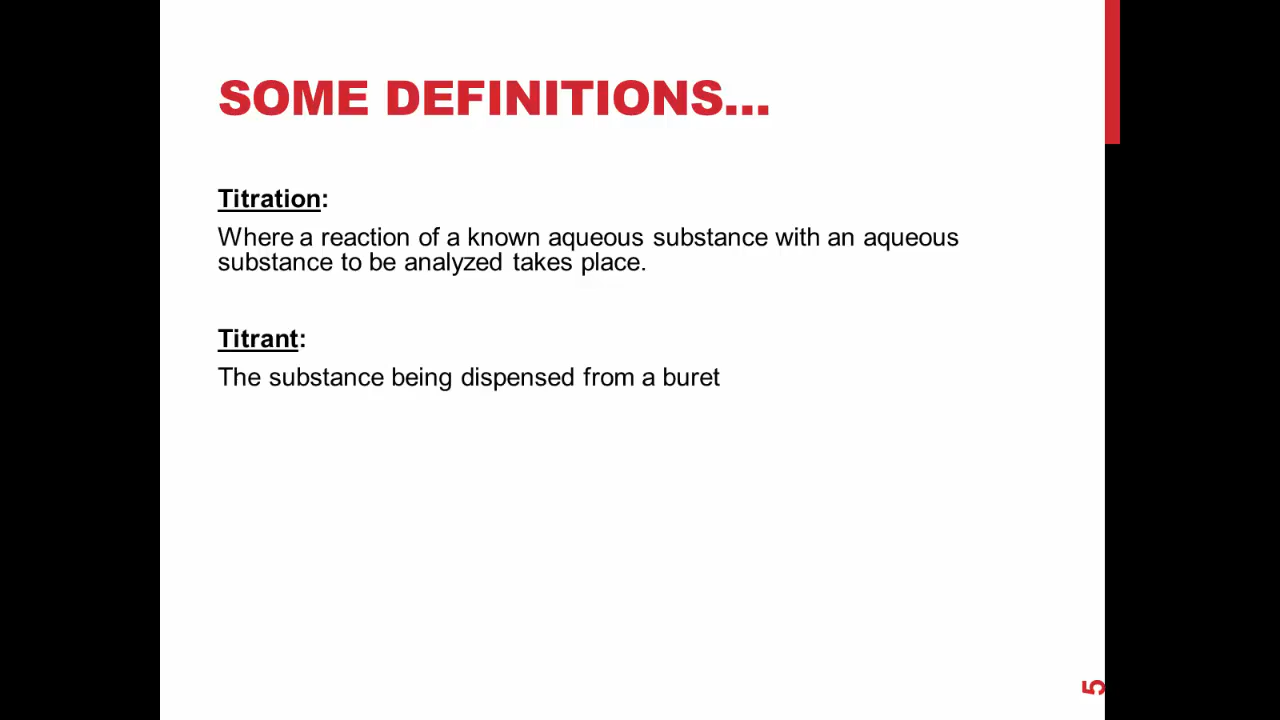 SOME DEFINITIONS...
Titration:
Where a reaction of a known aqueous substance with an aqueous
substance to be analyzed takes place.
Titrant:
The substance being dispensed from a buret
5